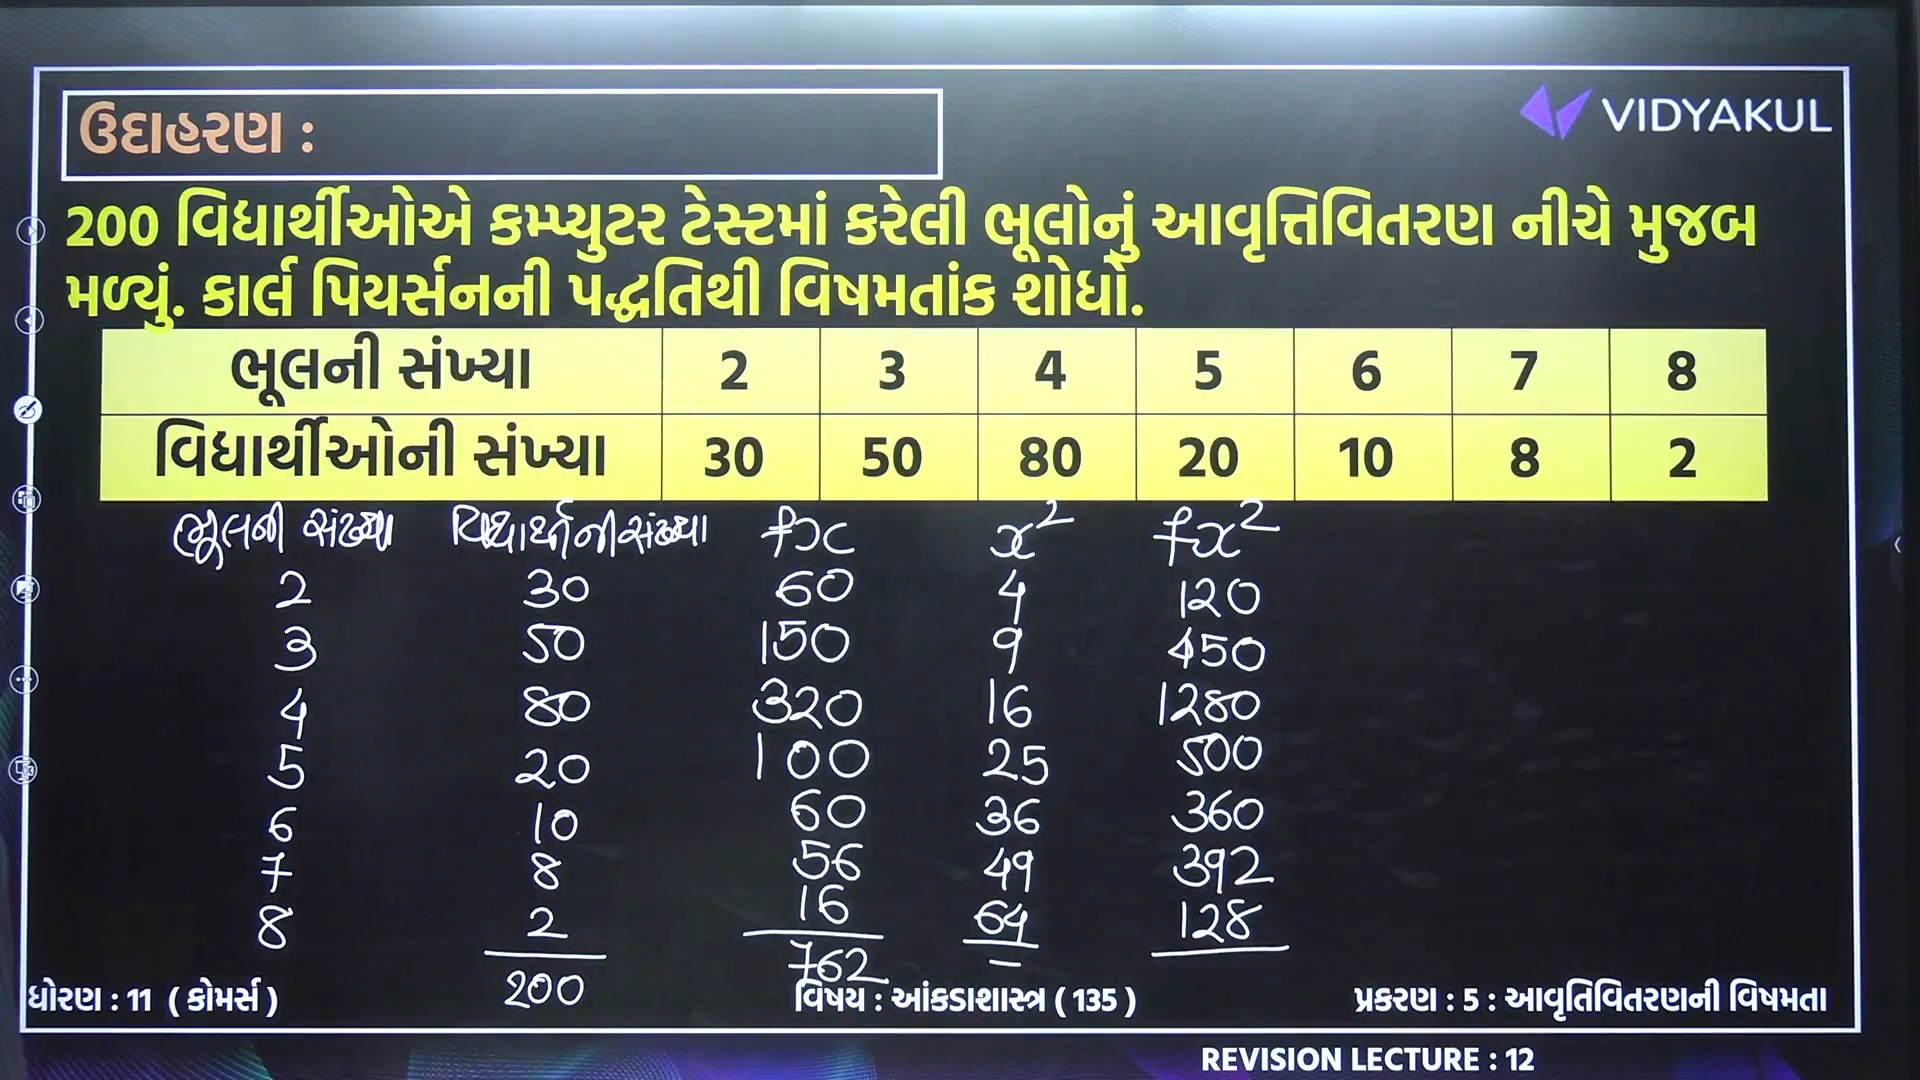 ઉદાહરણ :
VIDYAKUL
200 વિદ્યાર્થીઓએ કમ્પ્યુટર ટેસ્ટમાં કરેલી ભૂલોનું આવૃત્તિવિતરણ નીચે મુજબ
મળ્યું. કાર્લ પિયર્સનની પદ્ધતિથી વિષમતાંક શોધો.
ભૂલની સંખ્યા 2 3 4 5 6 7 8
વિદ્યાર્થીઓની સંખ્યા 30 50 80 20 10 8 2
ભૂલની સંખ્યા વિદ્યાર્થીની સંખ્યા fx x² fx²
2 30 60 4 120
3 50 150 9 450
4 80 320 16 1280
5 20 100 25 500
6 10 60 36 360
7 8 56 49 392
8 2 16 64 128
200 762 –
ધોરણ : 11 ( કોમર્સ ) વિષય : આંકડાશાસ્ત્ર ( 135 ) પ્રકરણ : 5 : આવૃતિવિતરણની વિષમતા
REVISION LECTURE : 12